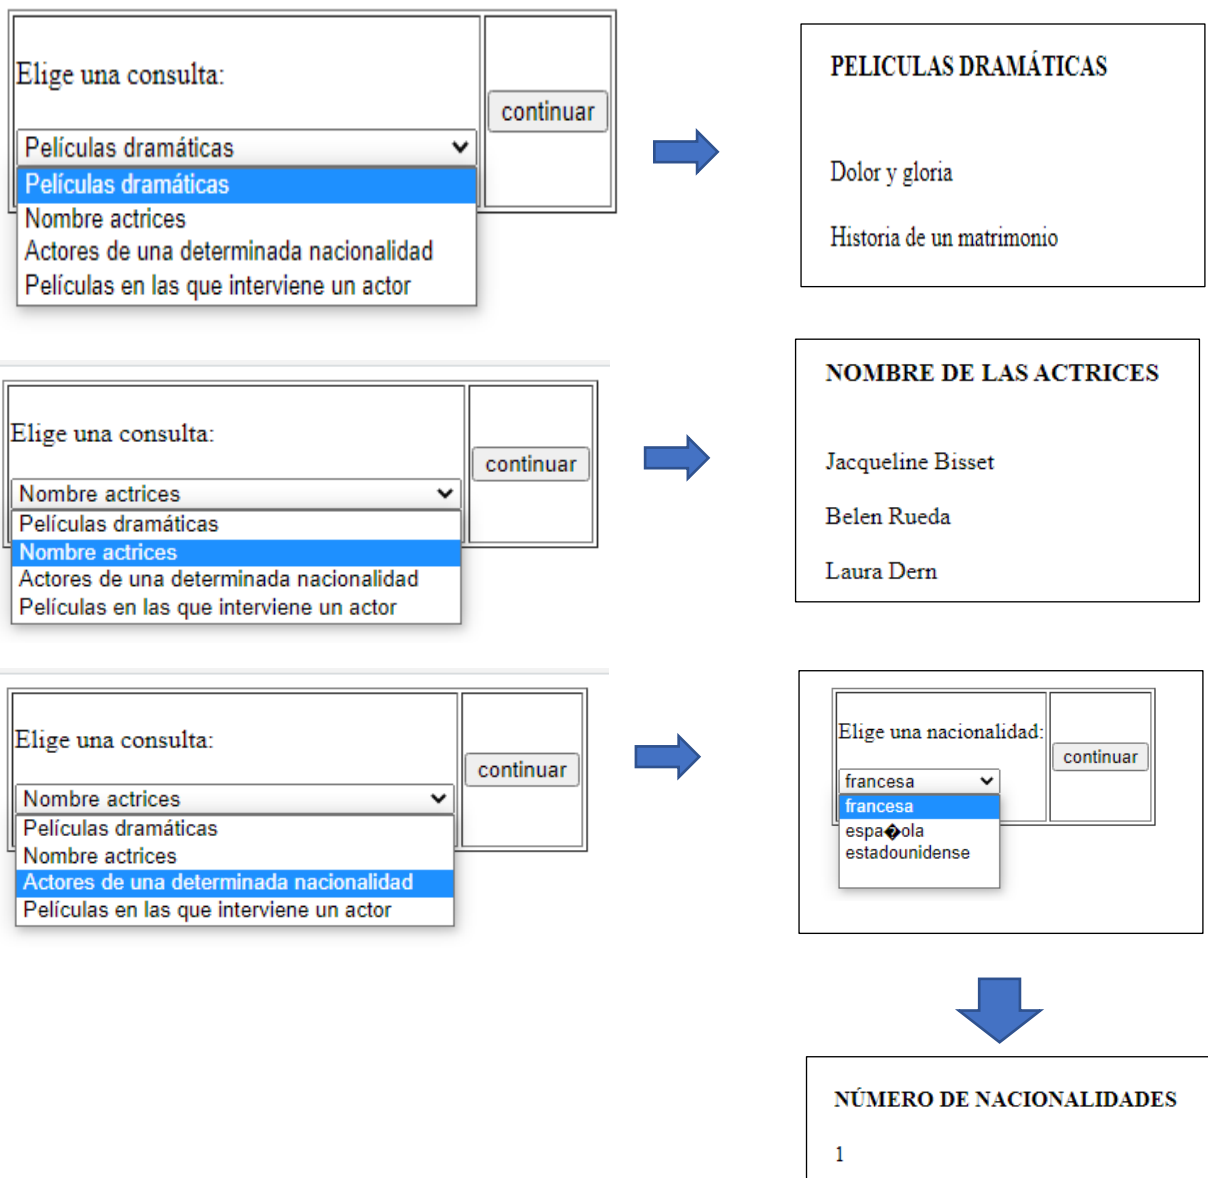 Elige una consulta:
continuar
Películas dramáticas
Películas dramáticas
Nombre actrices
Actores de una determinada nacionalidad
Películas en las que interviene un actor
PELICULAS DRAMÁTICAS
Dolor y gloria
Historia de un matrimonio
Elige una consulta:
continuar
Nombre actrices
Películas dramáticas
Nombre actrices
Actores de una determinada nacionalidad
Películas en las que interviene un actor
NOMBRE DE LAS ACTRICES
Jacqueline Bisset
Belen Rueda
Laura Dern
Elige una consulta:
continuar
Nombre actrices
Películas dramáticas
Nombre actrices
Actores de una determinada nacionalidad
Películas en las que interviene un actor
Elige una nacionalidad:
continuar
francesa
francesa
espa�ola
estadounidense
NÚMERO DE NACIONALIDADES
1